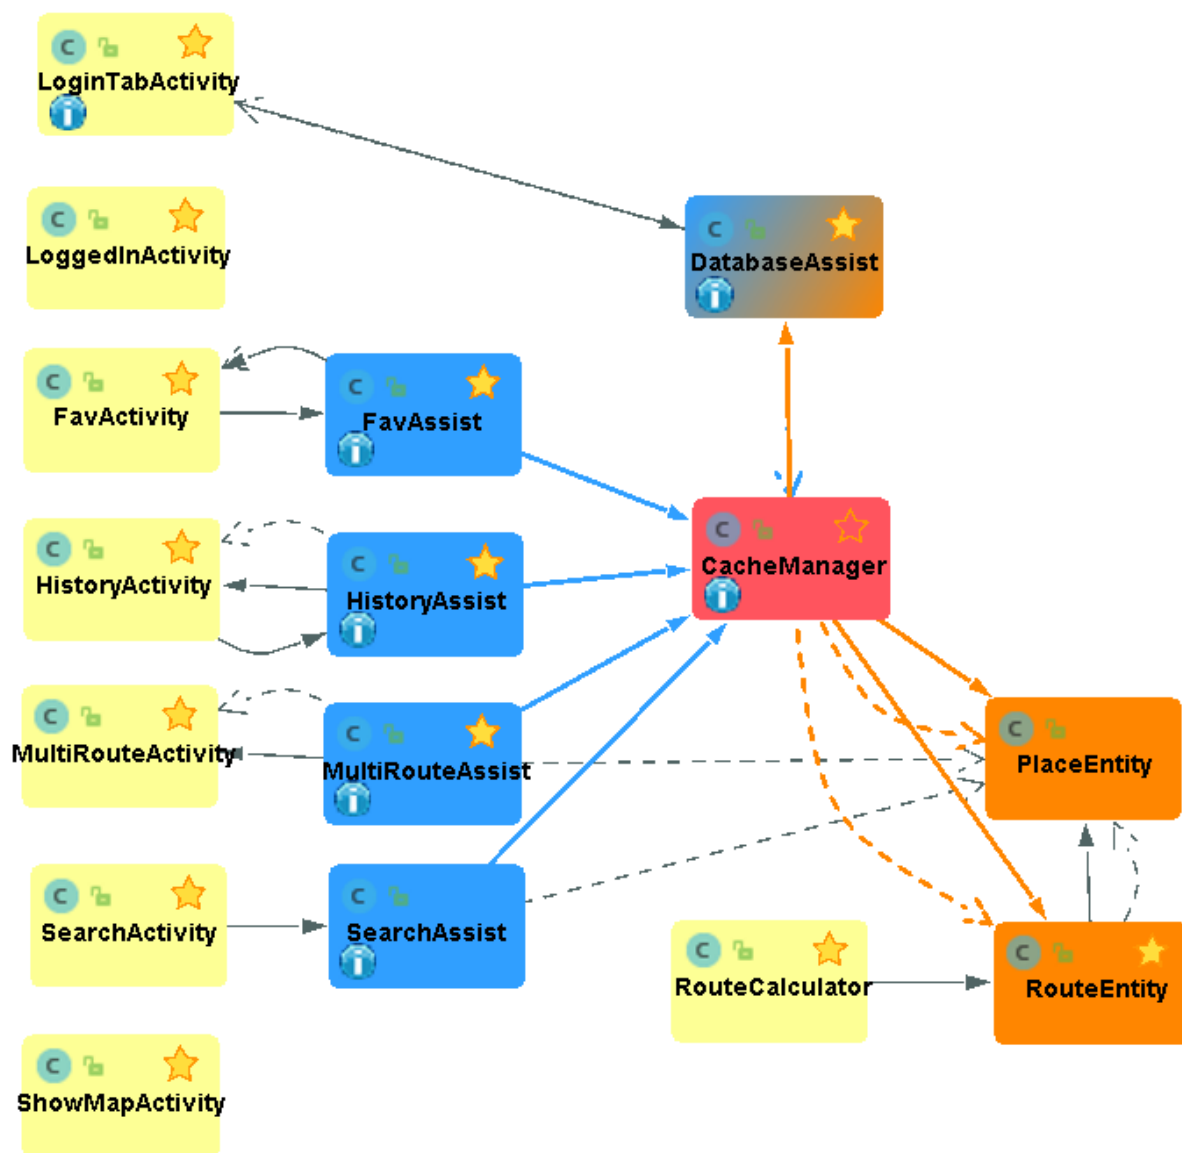 C
LoginTabActivity
i
C
LoggedInActivity
C
DatabaseAssist
i
C
FavActivity
C
FavAssist
i
C
HistoryActivity
C
HistoryAssist
i
C
CacheManager
i
C
MultiRouteActivity
C
MultiRouteAssist
i
C
PlaceEntity
C
SearchActivity
C
SearchAssist
i
C
RouteCalculator
C
RouteEntity
C
ShowMapActivity